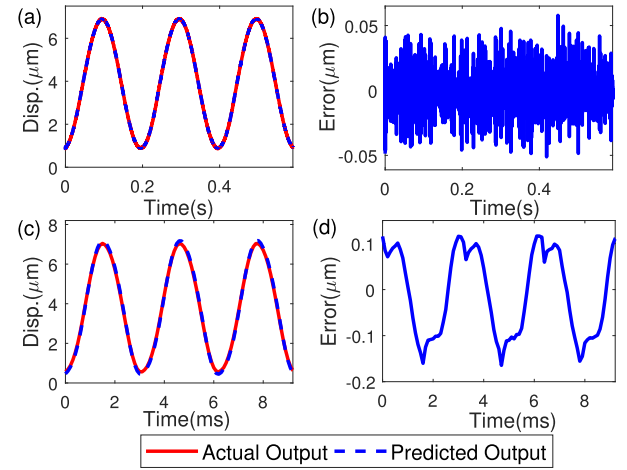 (a)
Disp.(μm)
6
4
2
0
0
0.2
0.4
Time(s)
(b)
Error(μm)
0.05
0
-0.05
0
0.2
0.4
Time(s)
(c)
Disp.(μm)
8
6
4
2
0
0
2
4
6
8
Time(ms)
(d)
Error(μm)
0.1
0
-0.1
-0.2
0
2
4
6
8
Time(ms)
Actual Output
Predicted Output